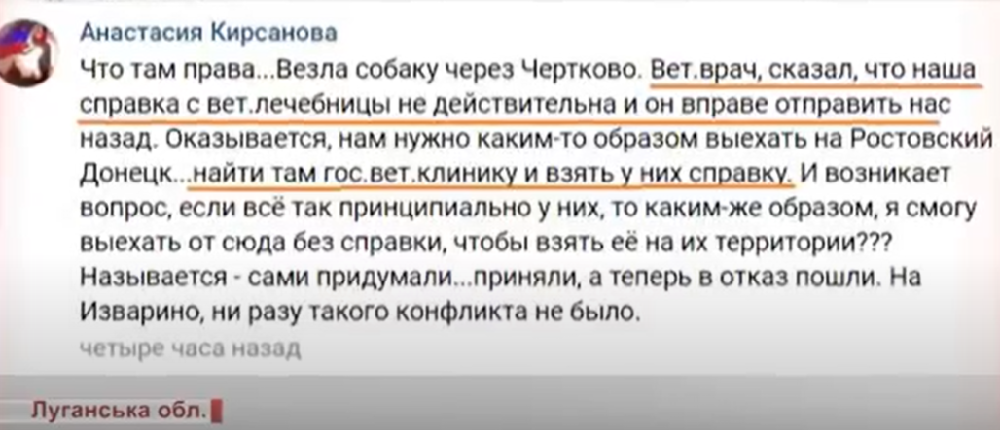 Анастасия Кирсанова
Что там права...Везла собаку через Чертково. Вет.врач, сказал, что наша
справка с вет.лечебницы не действительна и он вправе отправить нас
назад. Оказывается, нам нужно каким-то образом выехать на Ростовский
Донецк...найти там гос.вет.клинику и взять у них справку. И возникает
вопрос, если всё так принципиально у них, то каким-же образом, я смогу
выехать от сюда без справки, чтобы взять её на их территории???
Называется - сами придумали...приняли, а теперь в отказ пошли. На
Изварино, ни разу такого конфликта не было.
четыре часа назад
Луганська обл.